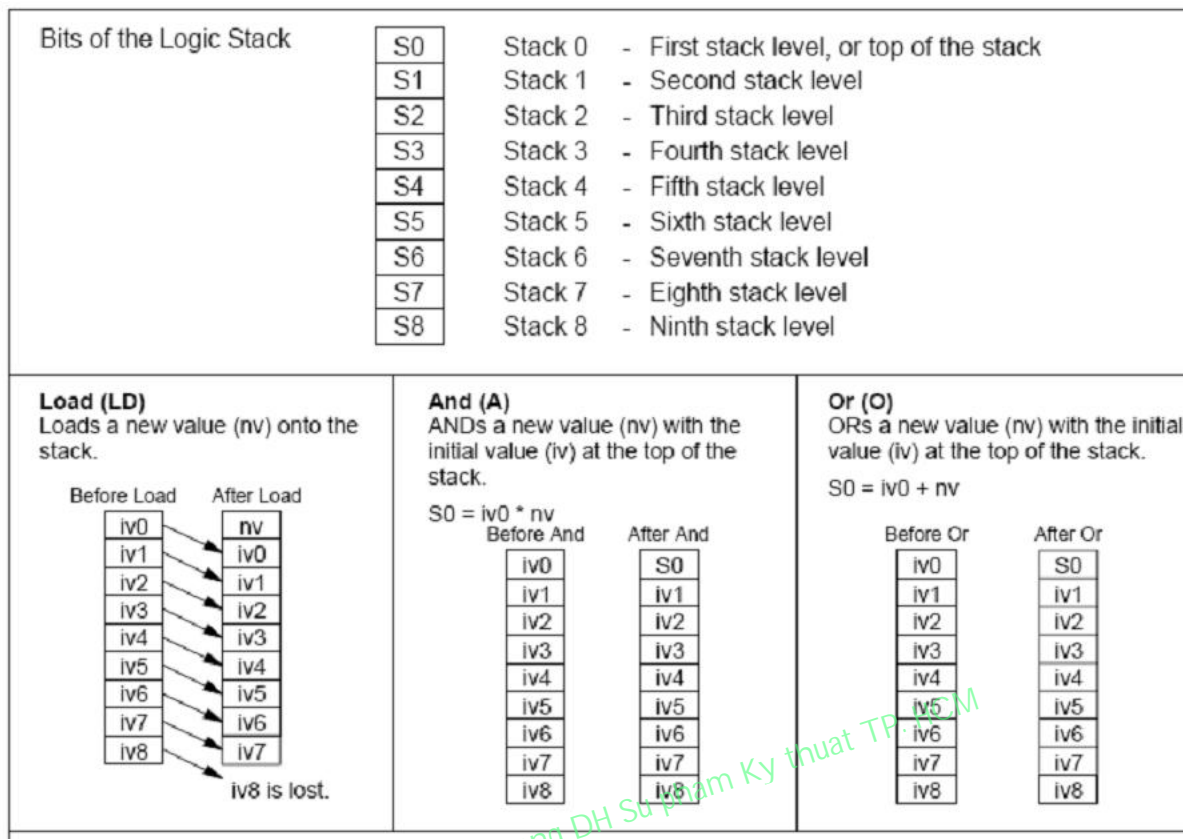 Bits of the Logic Stack
S0 Stack 0 - First stack level, or top of the stack
S1 Stack 1 - Second stack level
S2 Stack 2 - Third stack level
S3 Stack 3 - Fourth stack level
S4 Stack 4 - Fifth stack level
S5 Stack 5 - Sixth stack level
S6 Stack 6 - Seventh stack level
S7 Stack 7 - Eighth stack level
S8 Stack 8 - Ninth stack level
Load (LD)
Loads a new value (nv) onto the
stack.
Before Load After Load
iv0 nv
iv1 iv0
iv2 iv1
iv3 iv2
iv4 iv3
iv5 iv4
iv6 iv5
iv7 iv6
iv8 iv7
iv8 is lost.
And (A)
ANDs a new value (nv) with the
initial value (iv) at the top of the
stack.
S0 = iv0 * nv
Before And After And
iv0 S0
iv1 iv1
iv2 iv2
iv3 iv3
iv4 iv4
iv5 iv5
iv6 iv6
iv7 iv7
iv8 iv8
Or (O)
ORs a new value (nv) with the initial
value (iv) at the top of the stack.
S0 = iv0 + nv
Before Or After Or
iv0 S0
iv1 iv1
iv2 iv2
iv3 iv3
iv4 iv4
iv5 iv5
iv6 iv6
iv7 iv7
iv8 iv8
DH Su pham Ky thuat TP. HCM